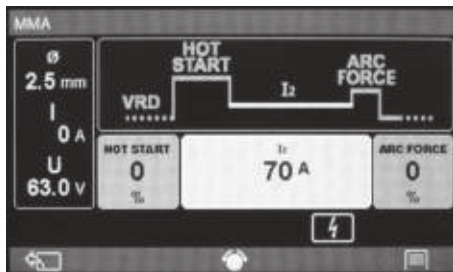 MMA
ø
2.5 mm
I
0 A
U
63.0 V
VRD
HOT
START
I2
ARC
FORCE
HOT START
0
%
70 A
ARC FORCE
0
%